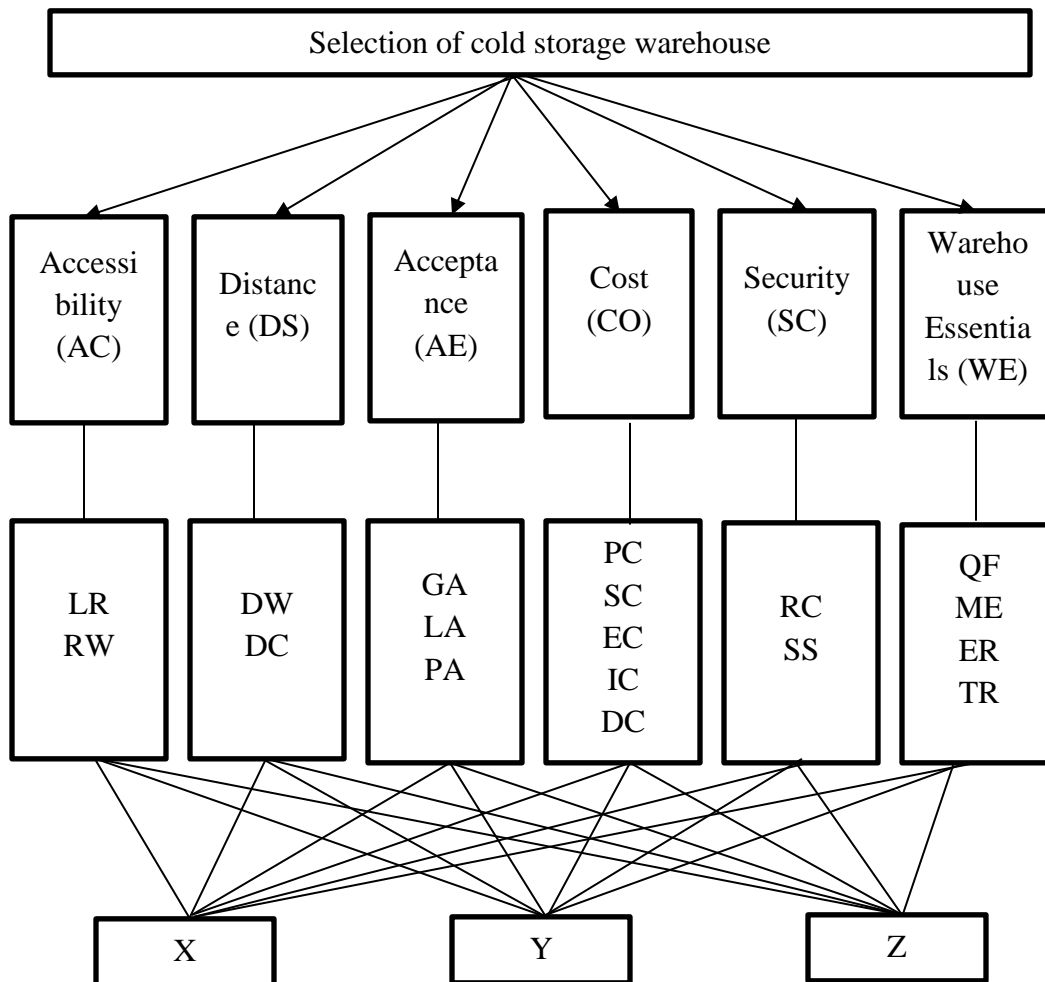 Selection of cold storage warehouse
Accessi
bility
(AC)
Distanc
e (DS)
Accepta
nce
(AE)
Cost
(CO)
Security
(SC)
Wareho
use
Essentia
ls (WE)
LR
RW
DW
DC
GA
LA
PA
PC
SC
EC
IC
DC
RC
SS
QF
ME
ER
TR
X
Y
Z